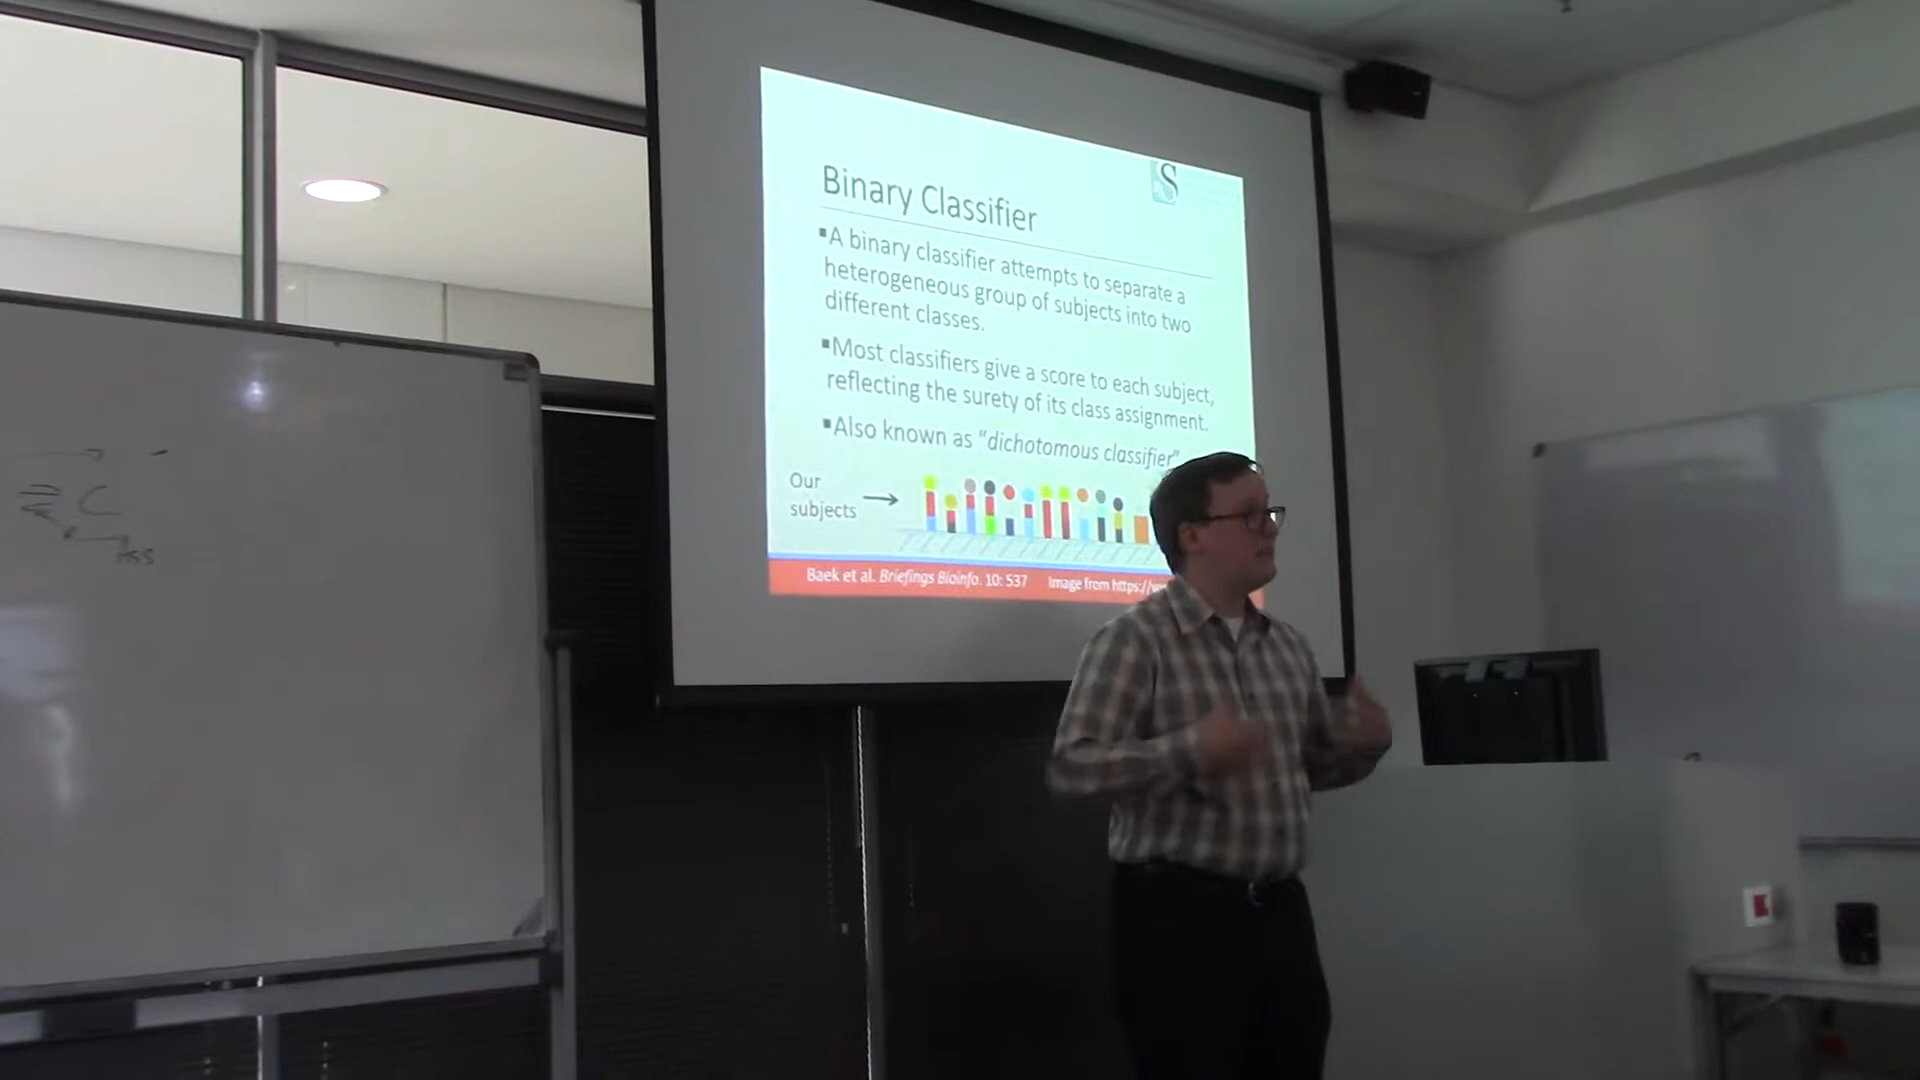 S
Binary Classifier
▪A binary classifier attempts to separate a
heterogeneous group of subjects into two
different classes.
▪Most classifiers give a score to each subject,
reflecting the surety of its class assignment.
▪Also known as “dichotomous classifier”
Our
subjects
Baek et al. Briefings Bioinfo. 10: 537 Image from https://w